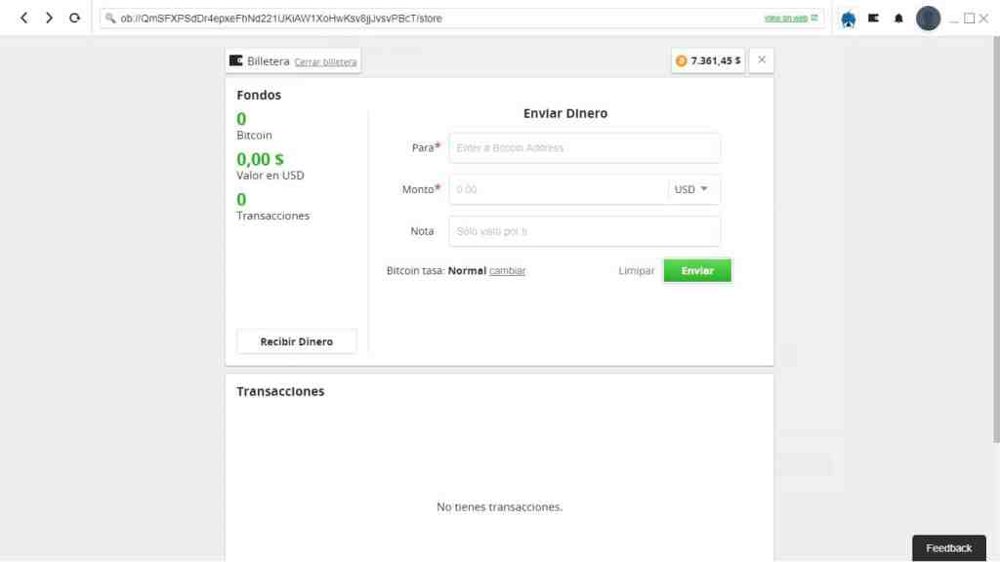 ob://QmSFXPSdDr4epxeFhNd221UKiAW1XoHwKsv8jjJvsvPBcT/store
view on web
Billetera Cerrar billetera
7.361,45 $
Fondos
0
Bitcoin
0,00 $
Valor en USD
0
Transacciones
Recibir Dinero
Enviar Dinero
Para* Enter a Bitcoin Address
Monto* 0.00 USD
Nota Sólo visto por ti
Bitcoin tasa: Normal cambiar Limipar Enviar
Transacciones
No tienes transacciones.
Feedback